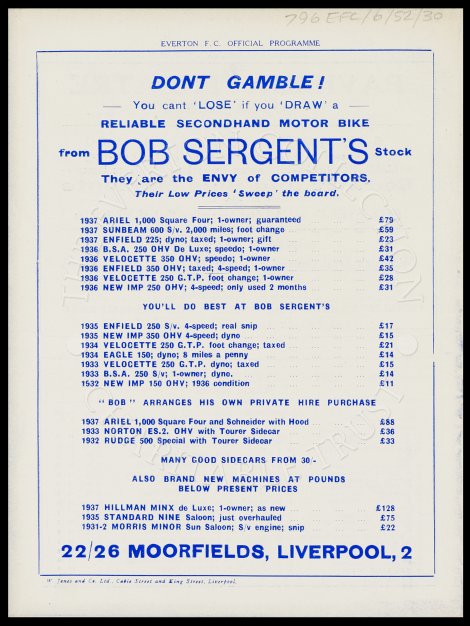 796 EFC/6/52/30
EVERTON F.C. OFFICIAL PROGRAMME
DONT GAMBLE!
You cant 'LOSE' if you 'DRAW' a
RELIABLE SECONDHAND MOTOR BIKE
from BOB SERGENT'S Stock
They are the ENVY of COMPETITORS.
Their Low Prices 'Sweep' the board.
1937 ARIEL 1,000 Square Four; 1-owner; guaranteed £79
1937 SUNBEAM 600 S/v. 2,000 miles; foot change £59
1937 ENFIELD 225; dyno; taxed; 1-owner; gift £23
1936 B.S.A. 250 OHV De Luxe; speedo; 1-owner £31
1936 VELOCETTE 350 OHV; speedo; 1-owner £42
1936 ENFIELD 350 OHV; taxed; 4-speed; 1-owner £35
1936 VELOCETTE 250 G.T.P. foot change; 1-owner £28
1936 NEW IMP 250 OHV; 4-speed; only used 2 months £31
YOU'LL DO BEST AT BOB SERGENT'S
1935 ENFIELD 250 S/v. 4-speed; real snip £17
1935 NEW IMP 350 OHV 4-speed; dyno £15
1934 VELOCETTE 250 G.T.P. foot change; taxed £21
1934 EAGLE 150; dyno; 8 miles a penny £14
1933 VELOCETTE 250 G.T.P. dyno; taxed £15
1933 B.S.A. 250 S/v; 1-owner; dyno. £14
1532 NEW IMP 150 OHV; 1936 condition £11
"BOB" ARRANGES HIS OWN PRIVATE HIRE PURCHASE
1937 ARIEL 1,000 Square Four and Schneider with Hood £88
1933 NORTON ES.2. OHV with Tourer Sidecar £36
1932 RUDGE 500 Special with Tourer Sidecar £33
MANY GOOD SIDECARS FROM 30/-
ALSO BRAND NEW MACHINES AT POUNDS
BELOW PRESENT PRICES
1937 HILLMAN MINX de Luxe; 1-owner; as new £128
1935 STANDARD NINE Saloon; just overhauled £75
1931-2 MORRIS MINOR Sun Saloon; S/v engine; snip £22
22/26 MOORFIELDS, LIVERPOOL, 2
W. Jones and Co. Ltd., Cable Street and King Street, Liverpool.